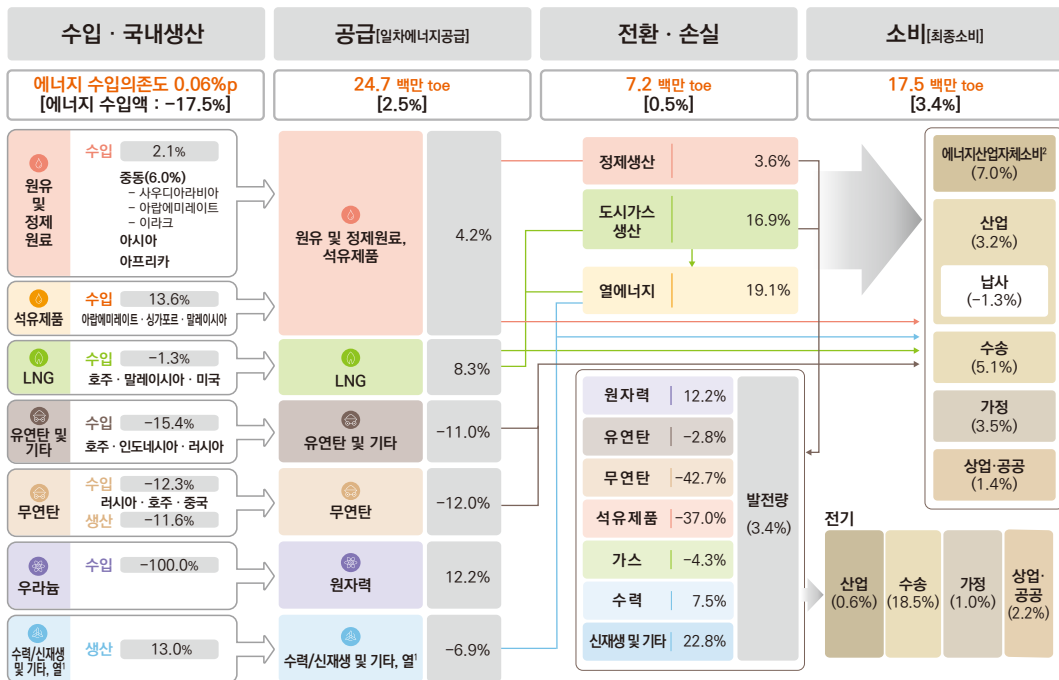 수입 · 국내생산
공급[일차에너지공급]
전환 · 손실
소비[최종소비]
에너지 수입의존도 0.06%p
[에너지 수입액 : -17.5%]
24.7 백만 toe
[2.5%]
7.2 백만 toe
[0.5%]
17.5 백만 toe
[3.4%]
원유
및
정제
원료
수입 2.1%
중동(6.0%)
- 사우디아라비아
- 아랍에미레이트
- 이라크
아시아
아프리카
석유제품
수입 13.6%
아랍에미레이트 · 싱가포르 · 말레이시아
LNG
수입 -1.3%
호주 · 말레이시아 · 미국
유연탄 및
기타
수입 -15.4%
호주 · 인도네시아 · 러시아
무연탄
수입 -12.3%
러시아 · 호주 · 중국
생산 -11.6%
우라늄
수입 -100.0%
수력/신재생
및 기타, 열¹
생산 13.0%
원유 및 정제원료,
석유제품
4.2%
LNG
8.3%
유연탄 및 기타
-11.0%
무연탄
-12.0%
원자력
12.2%
수력/신재생 및 기타, 열¹
-6.9%
정제생산 3.6%
도시가스
생산
16.9%
열에너지 19.1%
원자력 12.2%
유연탄 -2.8%
무연탄 -42.7%
석유제품 -37.0%
가스 -4.3%
수력 7.5%
신재생 및 기타 22.8%
발전량
(3.4%)
에너지산업자체소비²
(7.0%)
산업
(3.2%)
납사
(-1.3%)
수송
(5.1%)
가정
(3.5%)
상업·공공
(1.4%)
전기
산업
(0.6%)
수송
(18.5%)
가정
(1.0%)
상업·
공공
(2.2%)